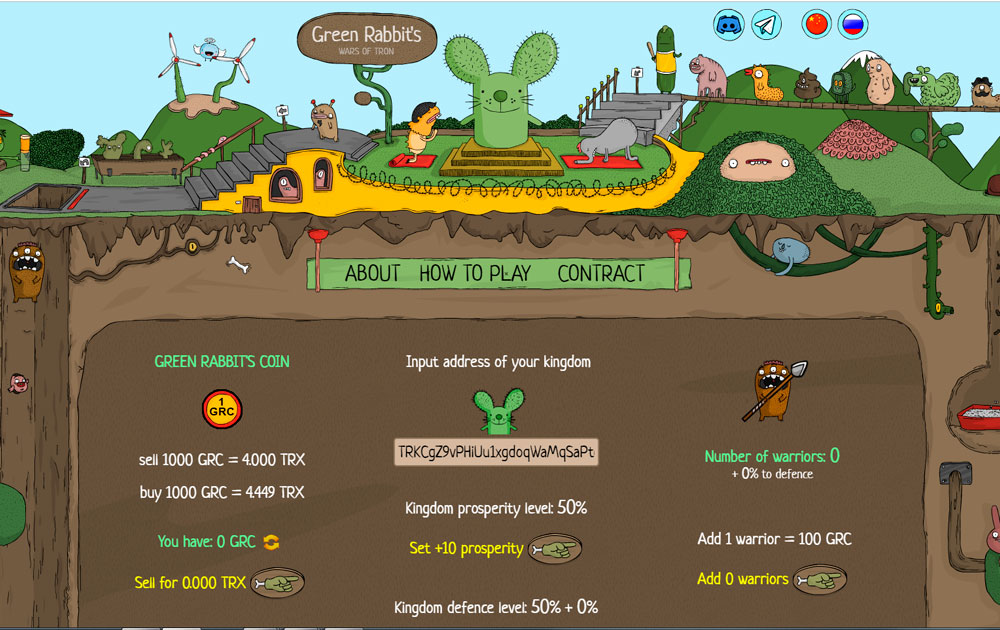 Green Rabbit's
WARS OF TRON
ABOUT HOW TO PLAY CONTRACT
GREEN RABBIT'S COIN
1
GRC
sell 1000 GRC = 4.000 TRX
buy 1000 GRC = 4.449 TRX
You have: 0 GRC
Sell for 0.000 TRX
Input address of your kingdom
TRKCgZ9vPHiUu1xgdoqWaMqSaPt
Kingdom prosperity level: 50%
Set +10 prosperity
Kingdom defence level: 50% + 0%
Number of warriors: 0
+ 0% to defence
Add 1 warrior = 100 GRC
Add 0 warriors